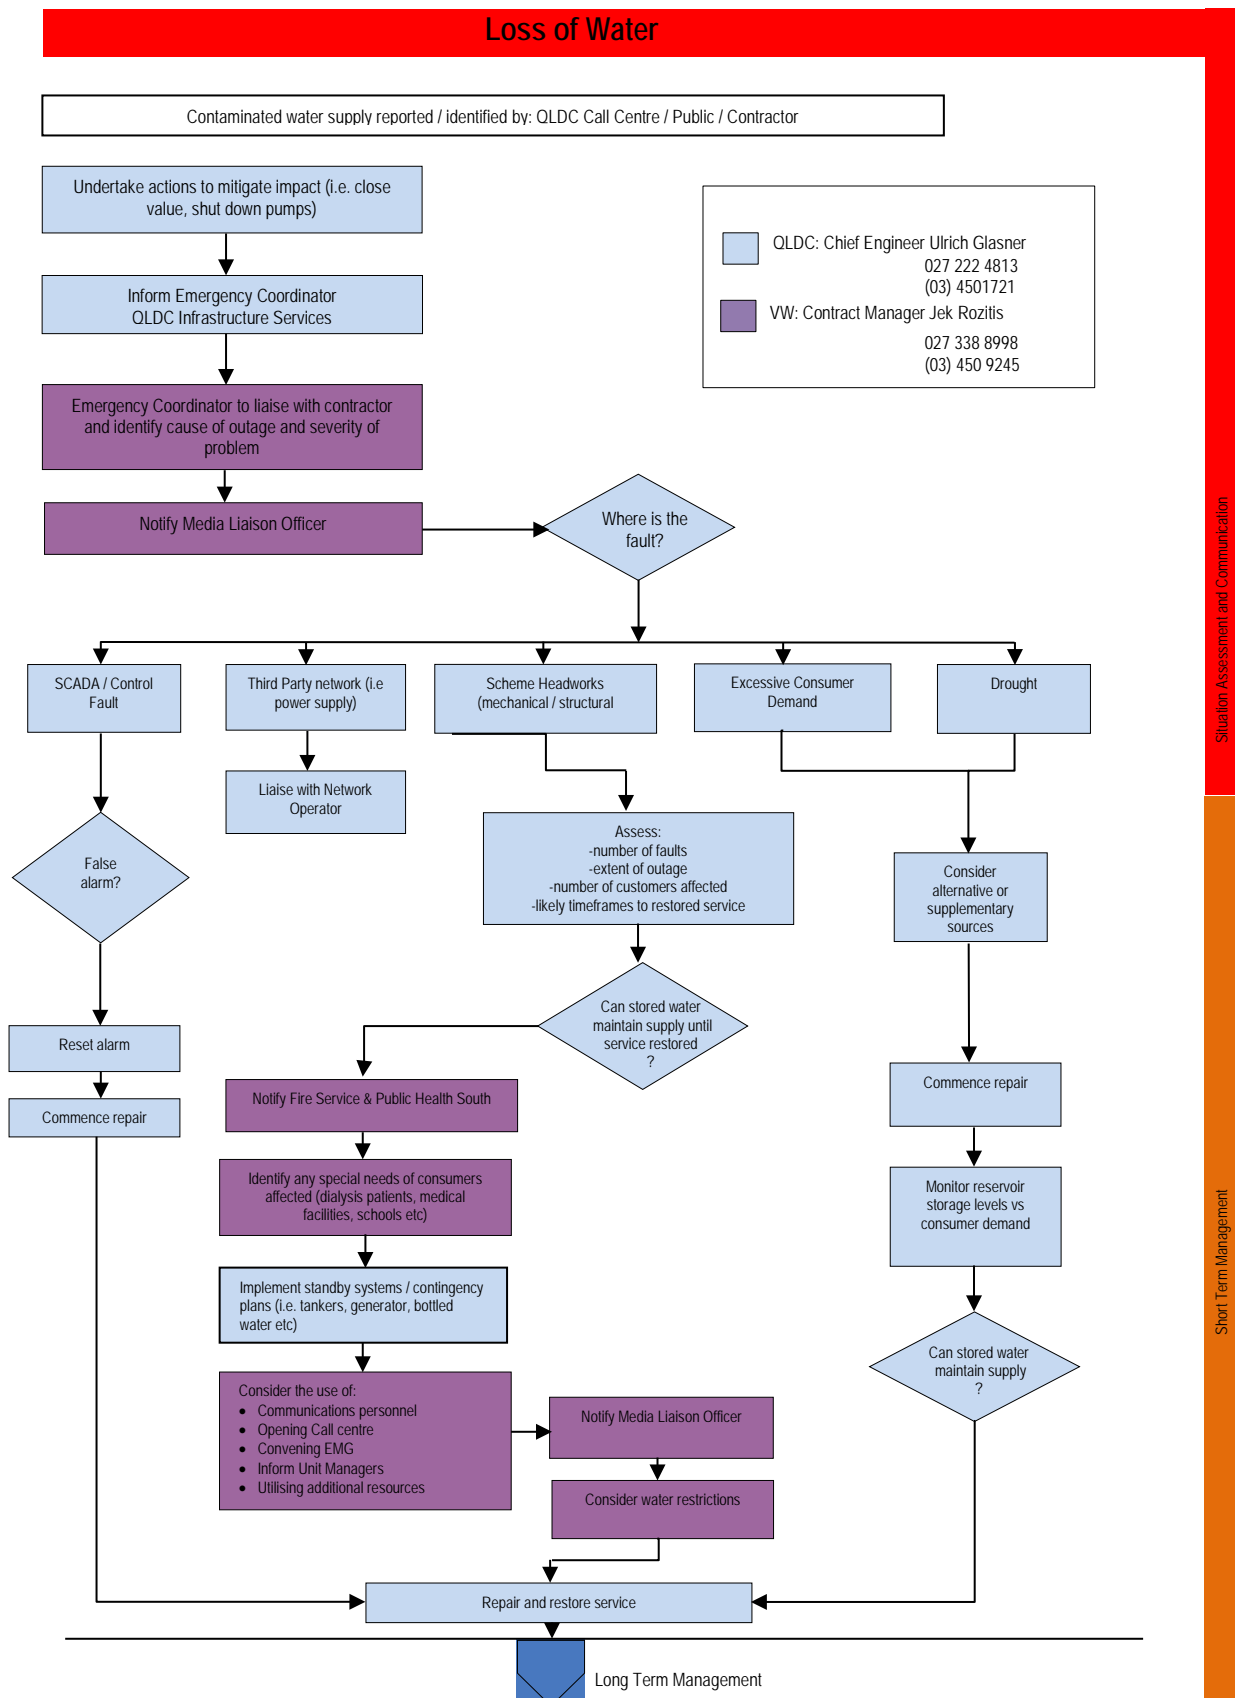 Loss of Water
Contaminated water supply reported / identified by: QLDC Call Centre / Public / Contractor
Undertake actions to mitigate impact (i.e. close
value, shut down pumps)
QLDC: Chief Engineer Ulrich Glasner
027 222 4813
(03) 4501721
VW: Contract Manager Jek Rozitis
027 338 8998
(03) 450 9245
Inform Emergency Coordinator
QLDC Infrastructure Services
Emergency Coordinator to liaise with contractor
and identify cause of outage and severity of
problem
Notify Media Liaison Officer
Where is the
fault?
Situation Assessment and Communication
SCADA / Control
Fault
Third Party network (i.e
power supply)
Scheme Headworks
(mechanical / structural
Excessive Consumer
Demand
Drought
Liaise with Network
Operator
False
alarm?
Assess:
-number of faults
-extent of outage
-number of customers affected
-likely timeframes to restored service
Consider
alternative or
supplementary
sources
Can stored water
maintain supply until
service restored
?
Reset alarm
Commence repair
Notify Fire Service & Public Health South
Commence repair
Identify any special needs of consumers
affected (dialysis patients, medical
facilities, schools etc)
Monitor reservoir
storage levels vs
consumer demand
Short Term Management
Implement standby systems / contingency
plans (i.e. tankers, generator, bottled
water etc)
Can stored water
maintain supply
?
Consider the use of:
• Communications personnel
• Opening Call centre
• Convening EMG
• Inform Unit Managers
• Utilising additional resources
Notify Media Liaison Officer
Consider water restrictions
Repair and restore service
Long Term Management